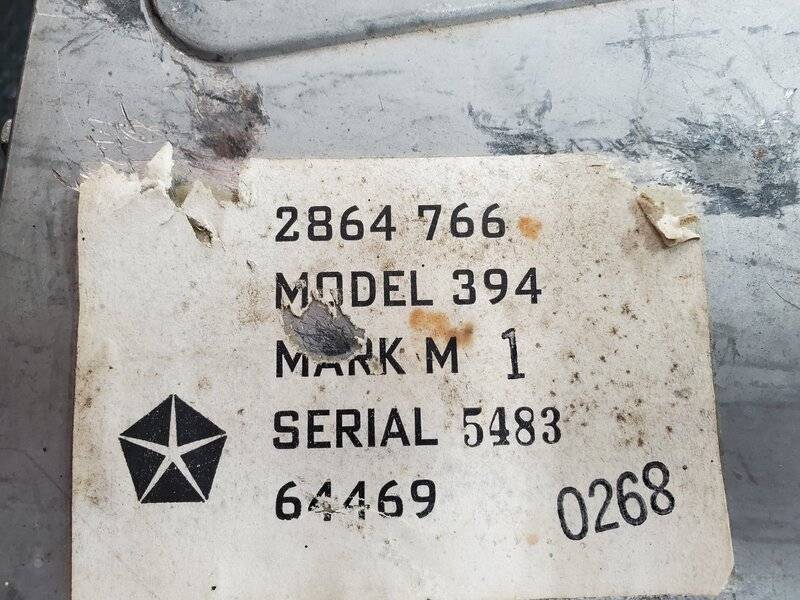 2864 766
MODEL 394
MARK M 1
SERIAL 5483
64469
0268